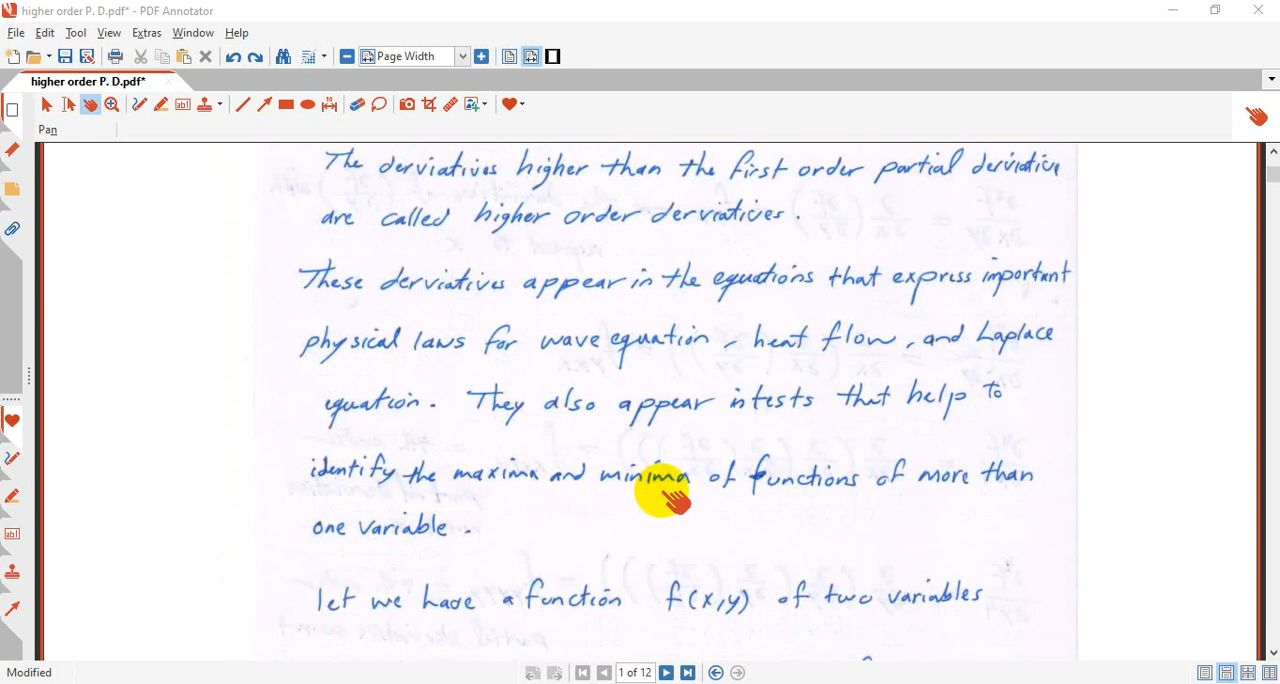 higher order P. D.pdf* - PDF Annotator
File Edit Tool View Extras Window Help
Page Width
higher order P. D.pdf*
Pan
The derviatives higher than the first order partial derviative
are called higher order derviatives.
These derviatives appear in the equations that express important
physical laws for wave equation, heat flow, and Laplace
equation. They also appear in tests that help to
identify the maxima and minima of functions of more than
one variable.
let we have a function f(x,y) of two variables
Modified
1 of 12